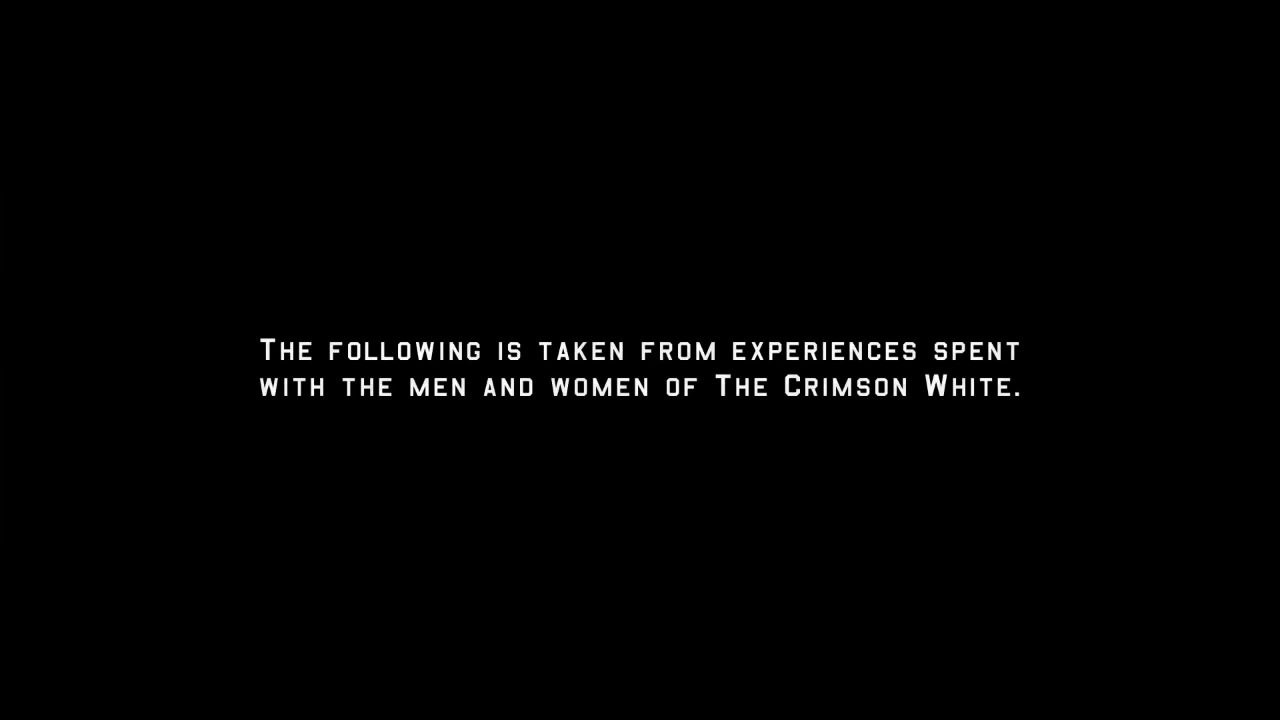 The following is taken from experiences spent
with the men and women of The Crimson White.